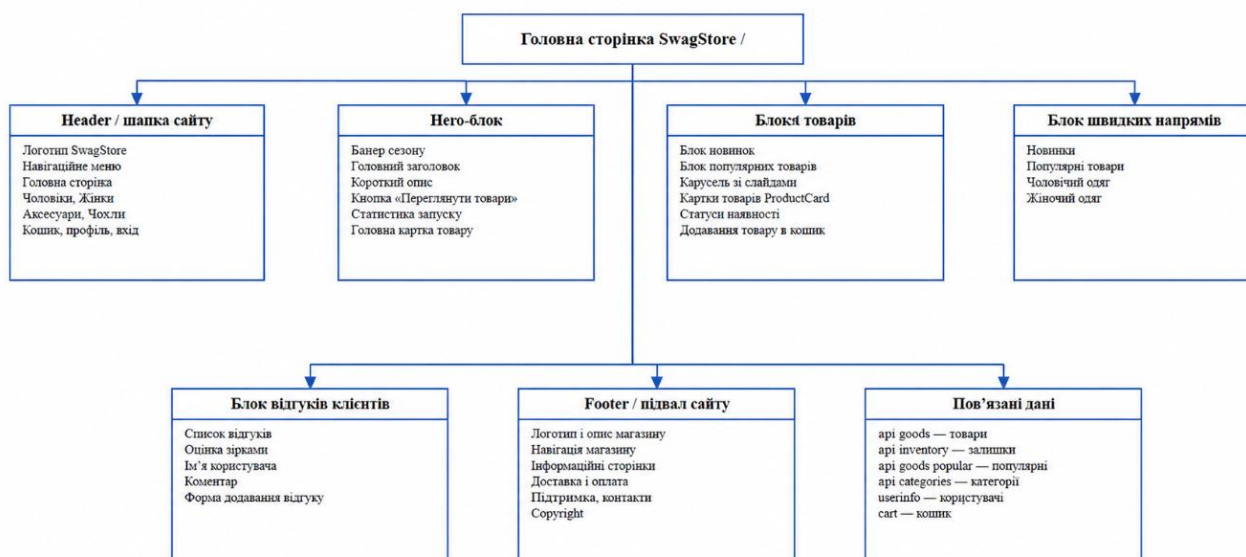 Головна сторінка SwagStore /
Header / шапка сайту
Логотип SwagStore
Навігаційне меню
Головна сторінка
Чоловіки, Жінки
Аксесуари, Чохли
Кошик, профіль, вхід
Hero-блок
Банер сезону
Головний заголовок
Короткий опис
Кнопка «Переглянути товари»
Статистика запуску
Головна картка товару
Блоки товарів
Блок новинок
Блок популярних товарів
Карусель зі слайдами
Картки товарів ProductCard
Статуси наявності
Додавання товару в кошик
Блок швидких напрямів
Новинки
Популярні товари
Чоловічий одяг
Жіночий одяг
Блок відгуків клієнтів
Список відгуків
Оцінка зірками
Ім’я користувача
Коментар
Форма додавання відгуку
Footer / підвал сайту
Логотип і опис магазину
Навігація магазину
Інформаційні сторінки
Доставка і оплата
Підтримка, контакти
Copyright
Пов’язані дані
api goods — товари
api inventory — залишки
api goods popular — популярні
api categories — категорії
userinfo — користувачі
cart — кошик